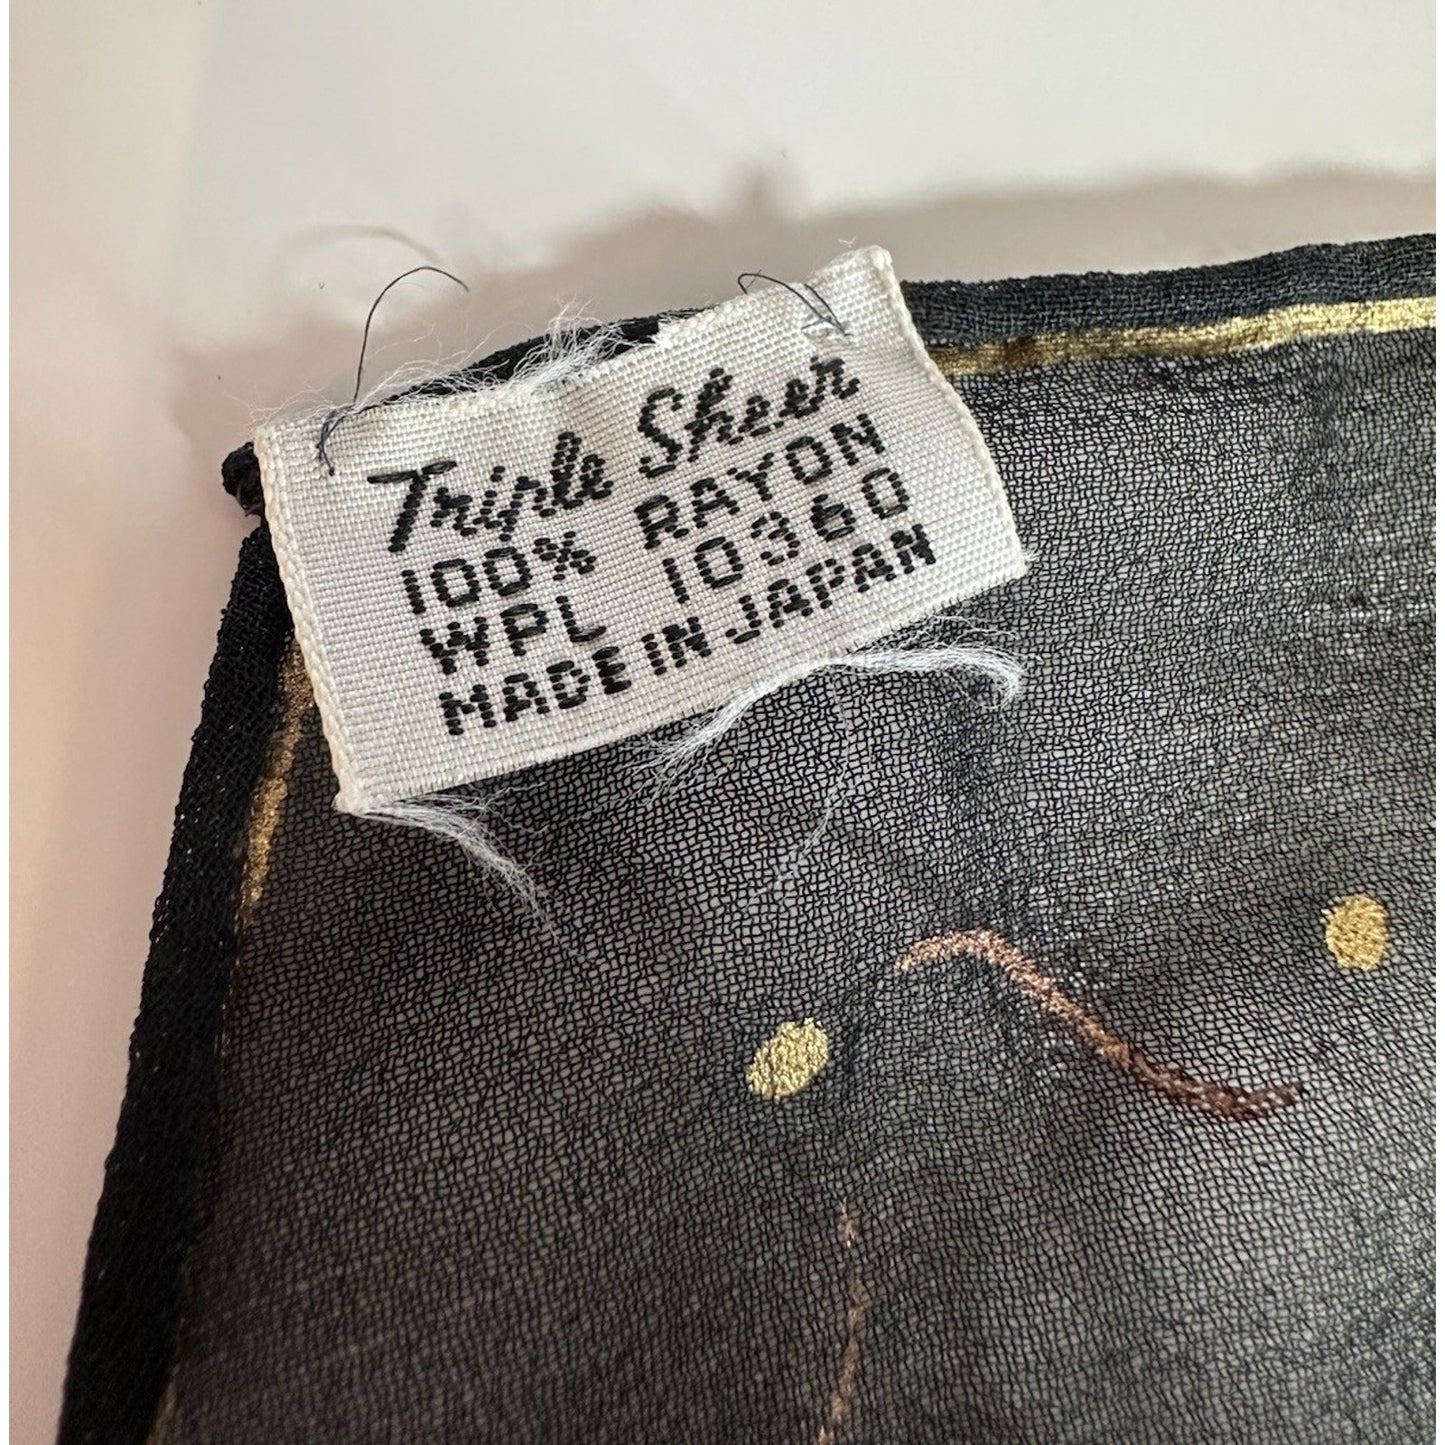 Triple Sheer
100% RAYON
WPL 10360
MADE IN JAPAN